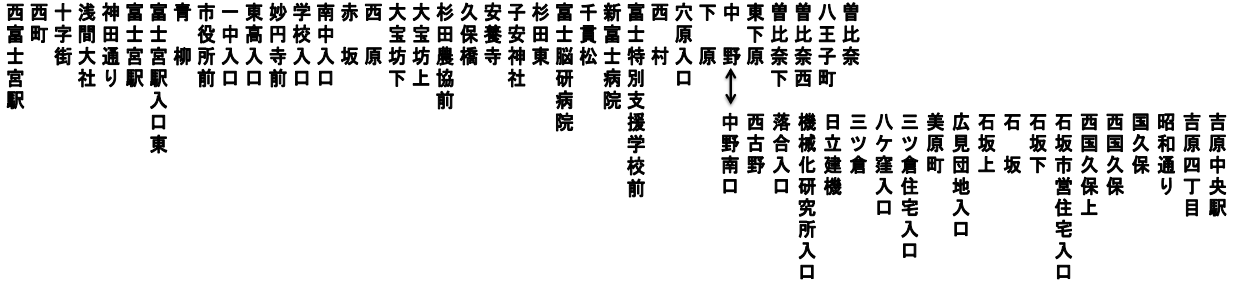 西富士宮駅
西町
十字街
浅間大社
神田通り
富士宮駅
富士宮駅入口東
青柳
市役所前
一中入口
東高入口
妙円寺前
学校入口
南中入口
赤坂
西原
大宝坊下
大宝坊上
杉田農協前
久保橋
安養寺
子安神社
杉田東
富士脳研病院
千貫松
新富士病院
富士特別支援学校前
西村
穴原入口
下原
中野
東下原
曽比奈下
曽比奈西
八王子町
曽比奈
中野南口
西古野
落合入口
機械化研究所入口
日立建機
三ツ倉
八ケ窪入口
三ツ倉住宅入口
美原町
広見団地入口
石坂上
石坂
石坂下
石坂市営住宅入口
西国久保上
西国久保
国久保
昭和通り
吉原四丁目
吉原中央駅